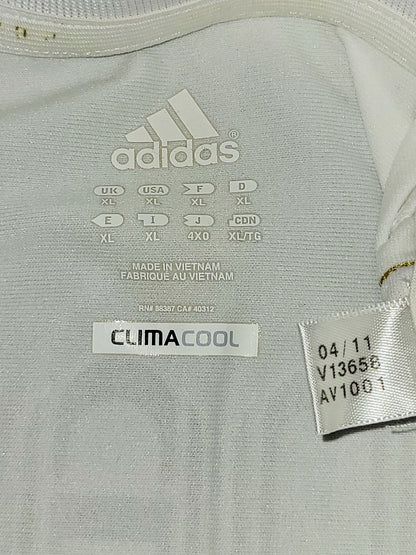 adidas®
UK USA F D
XL XL XL XL
E I J CDN
XL XL 4XO XL/TG
MADE IN VIETNAM
FABRIQUÉ AU VIETNAM
RN# 88387 CA# 40312
CLIMACOOL
04/11
V13658
AV1001